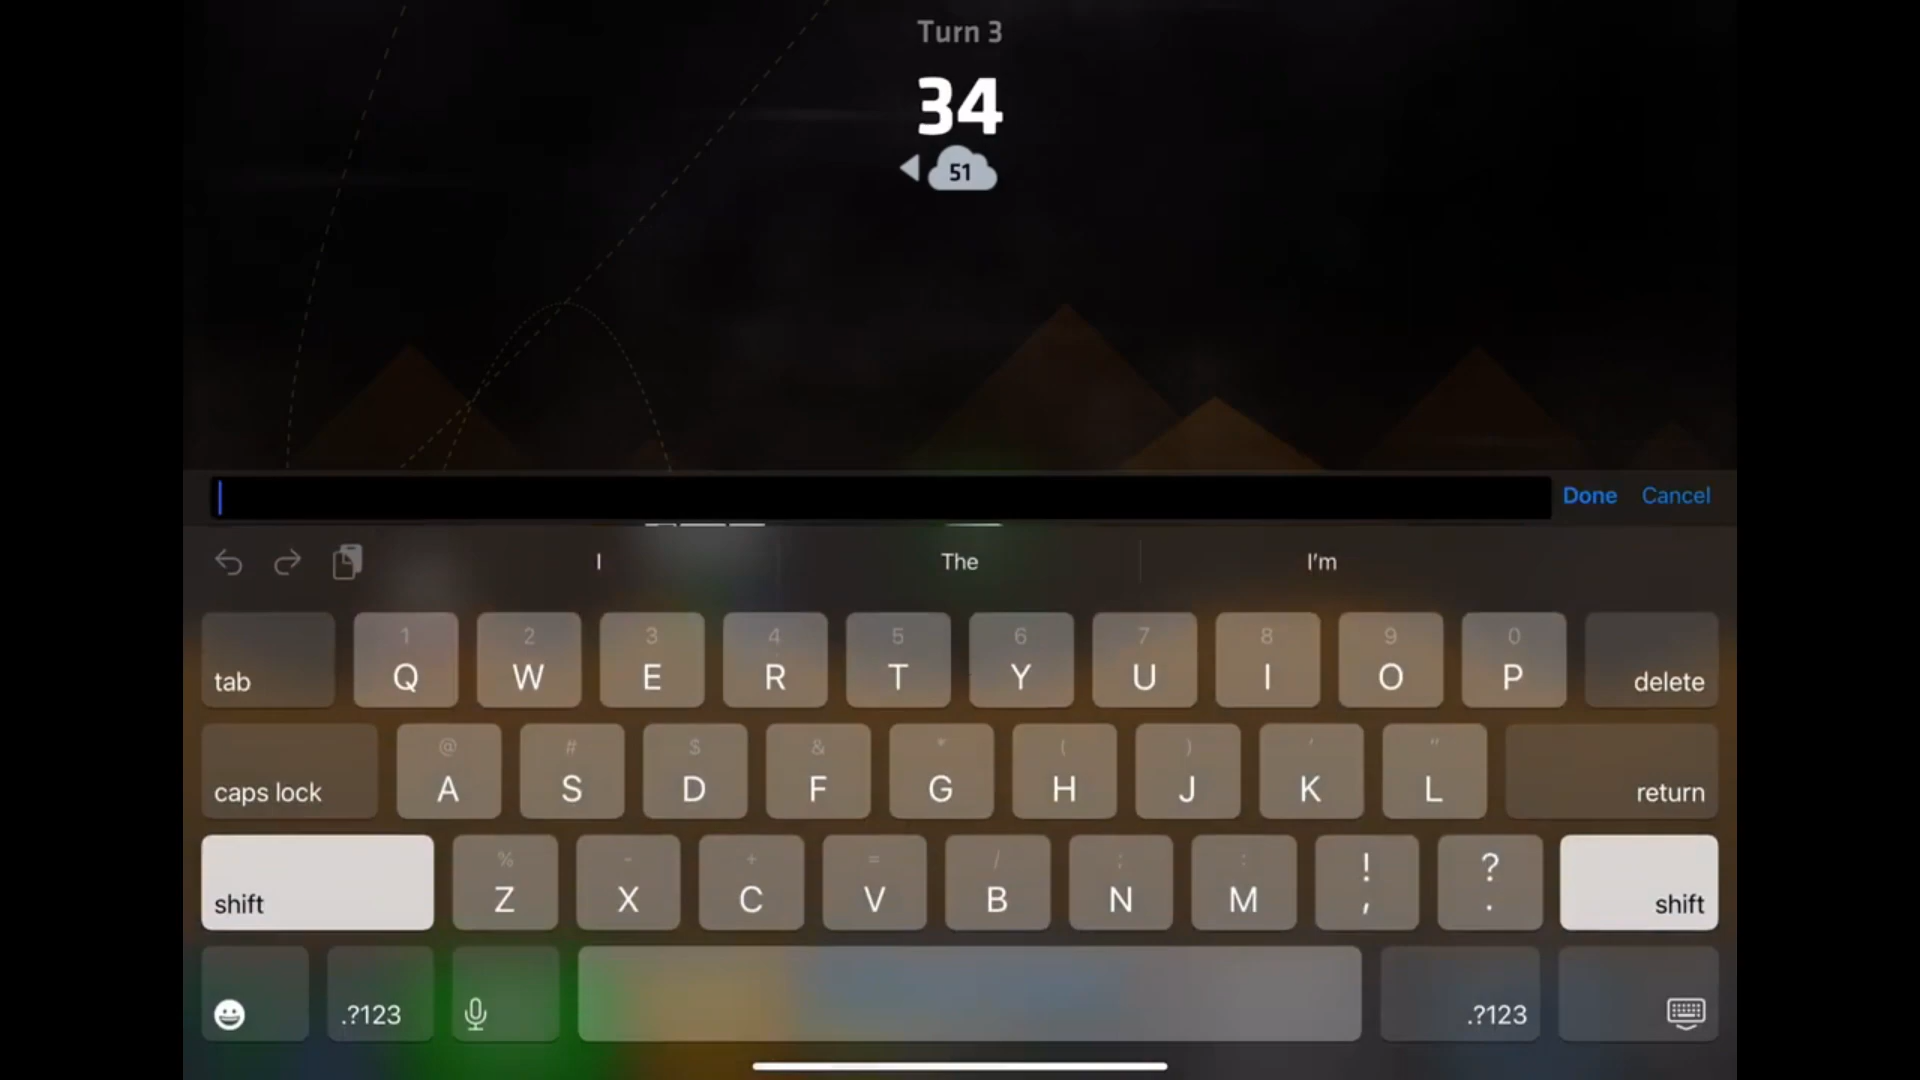 Turn 3
34
51
Done Cancel
I The I'm
1 2 3 4 5 6 7 8 9 0
tab Q W E R T Y U I O P delete
@ # $ & * ( ) ' "
caps lock A S D F G H J K L return
% - + = / ; : ! ?
shift Z X C V B N M , . shift
.?123 .?123